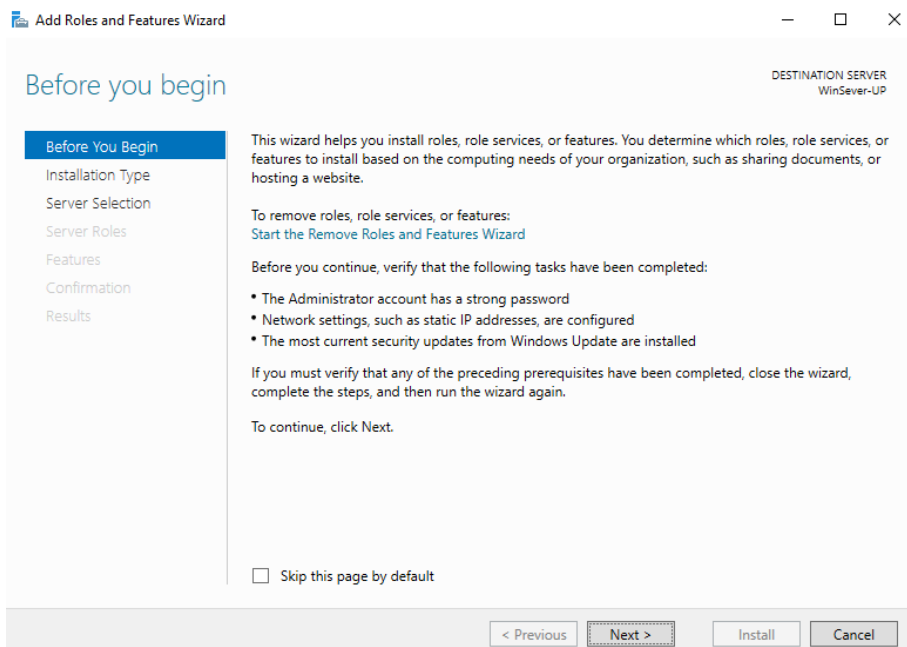 Add Roles and Features Wizard
Before you begin
DESTINATION SERVER
WinSever-UP
Before You Begin
Installation Type
Server Selection
Server Roles
Features
Confirmation
Results
This wizard helps you install roles, role services, or features. You determine which roles, role services, or
features to install based on the computing needs of your organization, such as sharing documents, or
hosting a website.
To remove roles, role services, or features:
Start the Remove Roles and Features Wizard
Before you continue, verify that the following tasks have been completed:
• The Administrator account has a strong password
• Network settings, such as static IP addresses, are configured
• The most current security updates from Windows Update are installed
If you must verify that any of the preceding prerequisites have been completed, close the wizard,
complete the steps, and then run the wizard again.
To continue, click Next.
Skip this page by default
< Previous
Next >
Install
Cancel